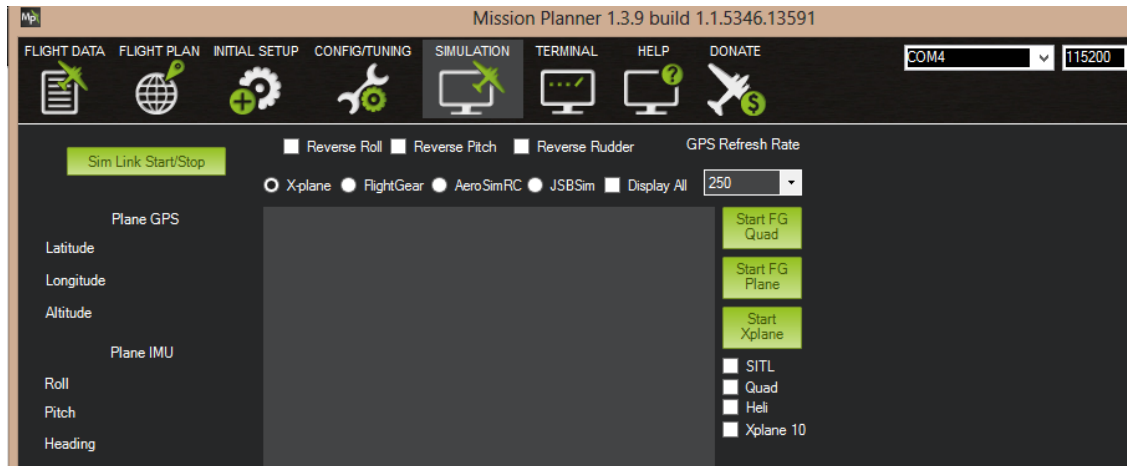 Mp
Mission Planner 1.3.9 build 1.1.5346.13591
FLIGHT DATA FLIGHT PLAN INITIAL SETUP CONFIG/TUNING SIMULATION TERMINAL HELP DONATE
COM4 115200
Sim Link Start/Stop
Reverse Roll Reverse Pitch Reverse Rudder GPS Refresh Rate
X-plane FlightGear AeroSimRC JSBSim Display All 250
Plane GPS
Latitude
Longitude
Altitude
Plane IMU
Roll
Pitch
Heading
Start FG
Quad
Start FG
Plane
Start
Xplane
SITL
Quad
Heli
Xplane 10